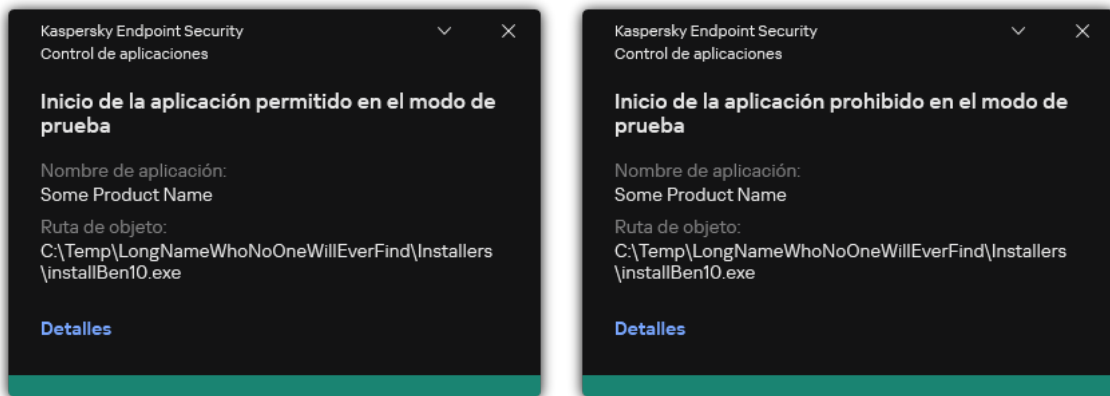 Kaspersky Endpoint Security
Control de aplicaciones
Inicio de la aplicación permitido en el modo de
prueba
Nombre de aplicación:
Some Product Name
Ruta de objeto:
C:\Temp\LongNameWhoNoOneWillEverFind\Installers
\installBen10.exe
Detalles
Kaspersky Endpoint Security
Control de aplicaciones
Inicio de la aplicación prohibido en el modo de
prueba
Nombre de aplicación:
Some Product Name
Ruta de objeto:
C:\Temp\LongNameWhoNoOneWillEverFind\Installers
\installBen10.exe
Detalles